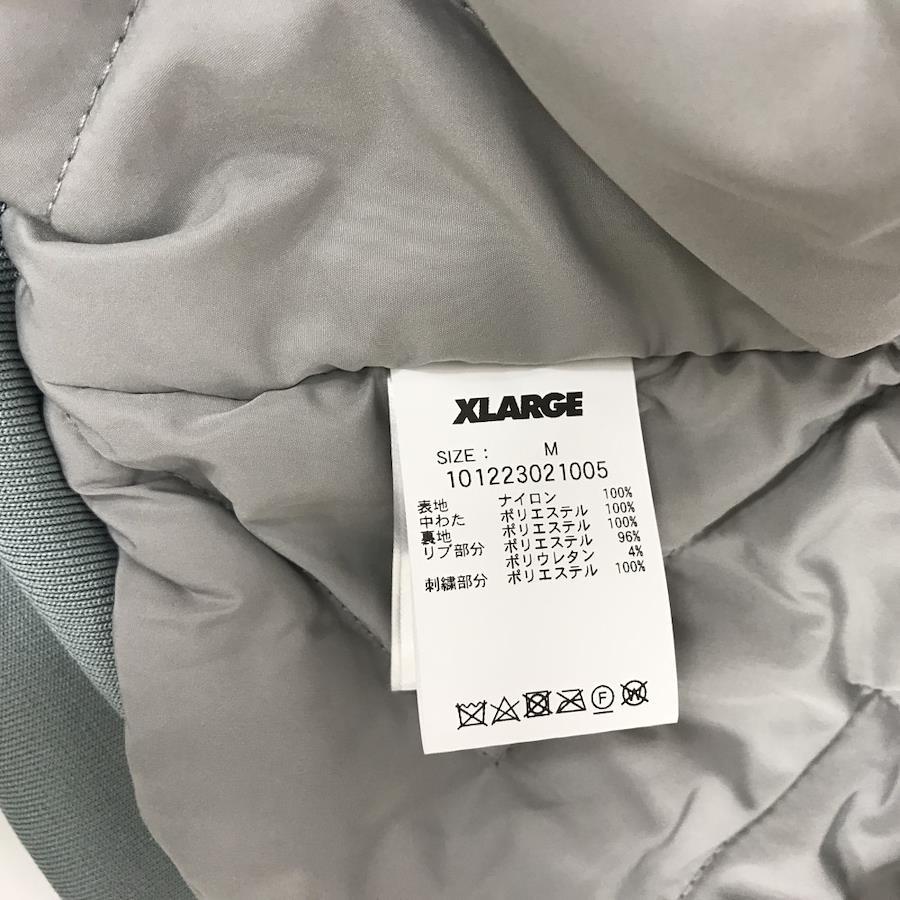 XLARGE
SIZE : M
101223021005
表地 ナイロン 100%
中わた ポリエステル 100%
裏地 ポリエステル 100%
リブ部分 ポリエステル 96%
ポリウレタン 4%
刺繍部分 ポリエステル 100%
F W